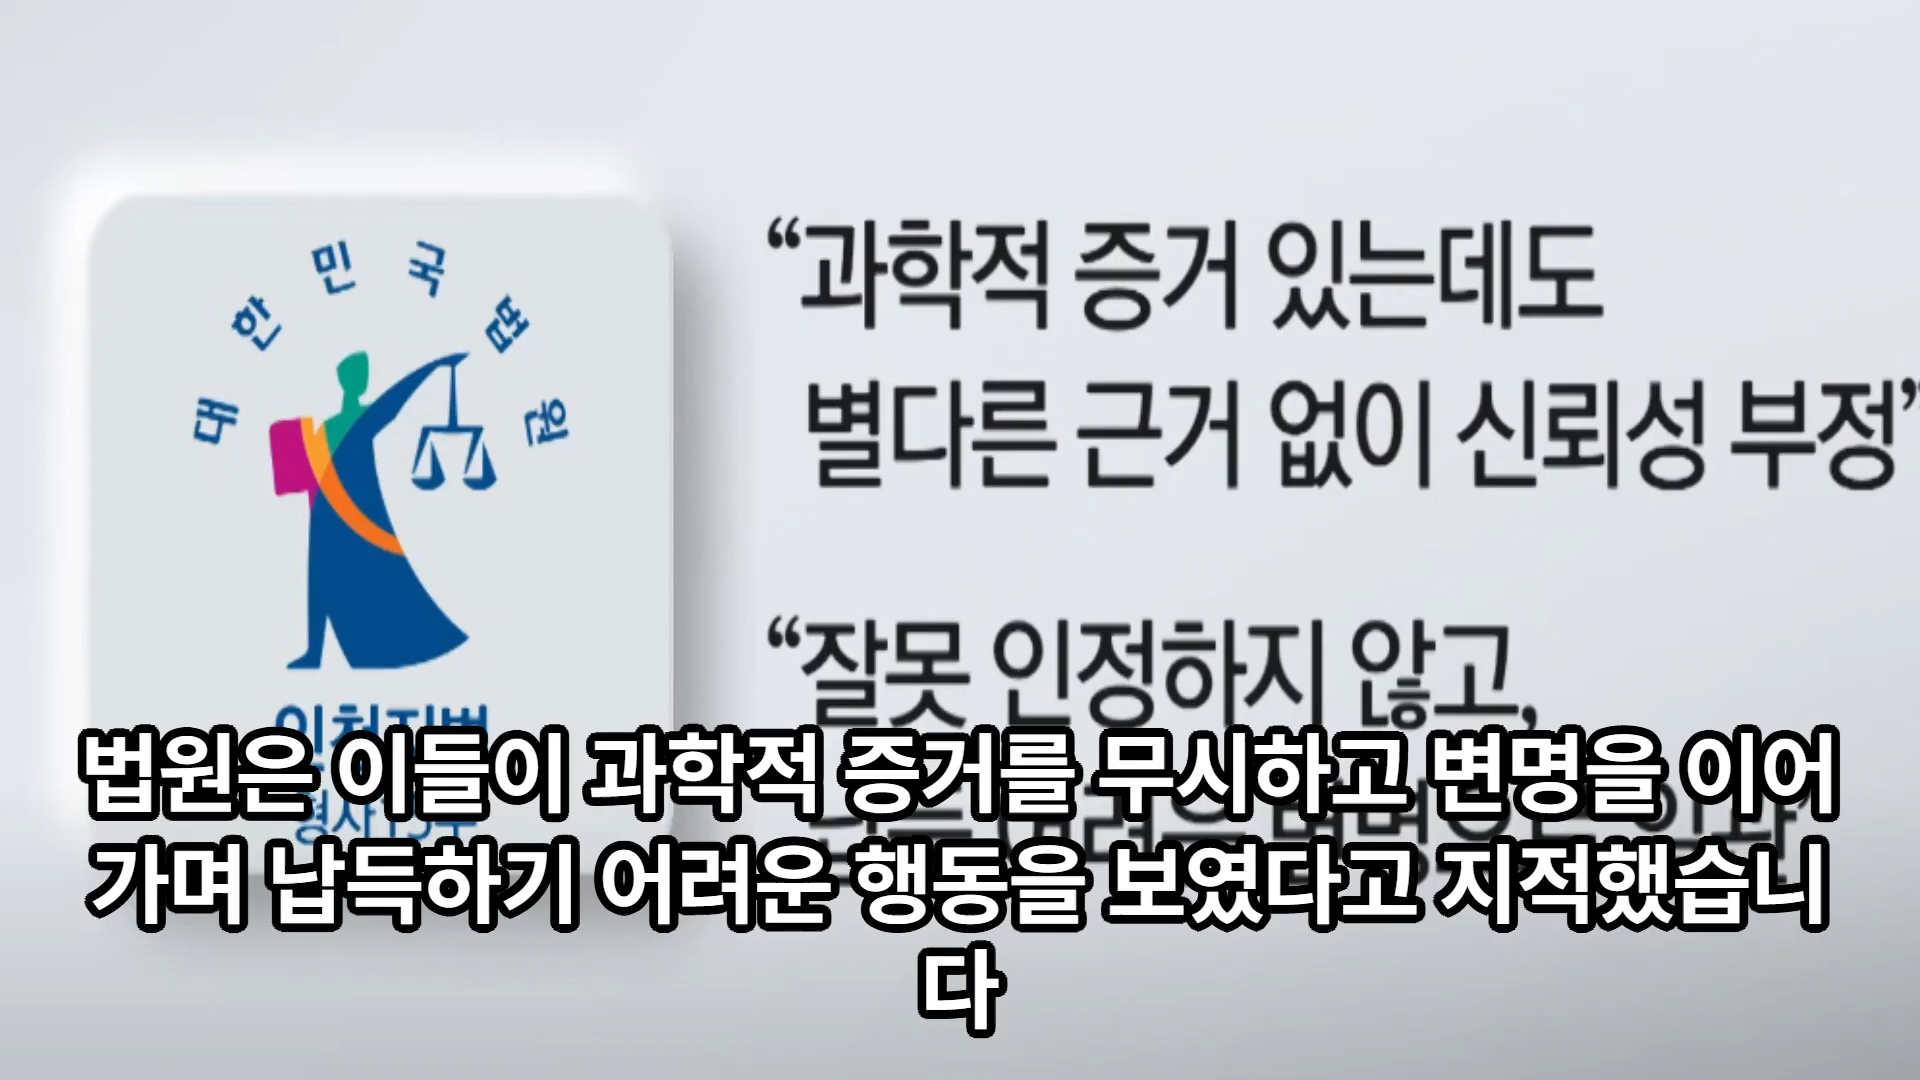 대한민국법원
“과학적 증거 있는데도
별다른 근거 없이 신뢰성 부정”
“잘못 인정하지 않고,
법원은 이들이 과학적 증거를 무시하고 변명을 이어
가며 납득하기 어려운 행동을 보였다고 지적했습니
다